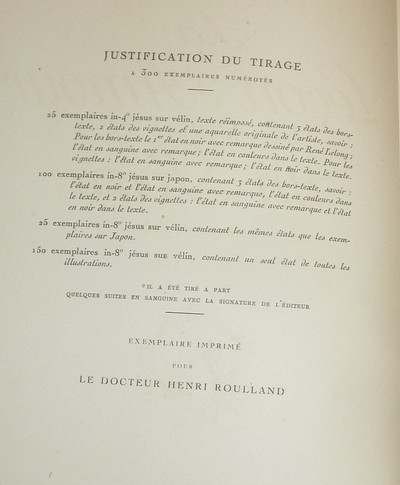 JUSTIFICATION DU TIRAGE
A 300 EXEMPLAIRES NUMÉROTÉS
25 exemplaires in-4º jésus sur vélin, texte réimposé, contenant 3 états des hors-
texte, 2 états des vignettes et une aquarelle originale de l'artiste, savoir :
Pour les hors-texte le 1er état en noir avec remarque dessiné par René Lelong;
l'état en sanguine avec remarque; l'état en couleurs dans le texte. Pour les
vignettes : l'état en sanguine avec remarque; l'état en noir dans le texte.
100 exemplaires in-8º jésus sur japon, contenant 3 états des hors-texte, savoir :
l'état en noir et l'état en sanguine avec remarque, l'état en couleurs dans
le texte, et 2 états des vignettes : l'état en sanguine avec remarque et l'état
en noir dans le texte.
25 exemplaires in-8º jésus sur vélin, contenant les mêmes états que les exem-
plaires sur Japon.
150 exemplaires in-8º jésus sur vélin, contenant un seul état de toutes les
illustrations.
IL A ÉTÉ TIRÉ A PART
QUELQUES SUITES EN SANGUINE AVEC LA SIGNATURE DE L'ÉDITEUR
EXEMPLAIRE IMPRIMÉ
POUR
LE DOCTEUR HENRI ROULLAND